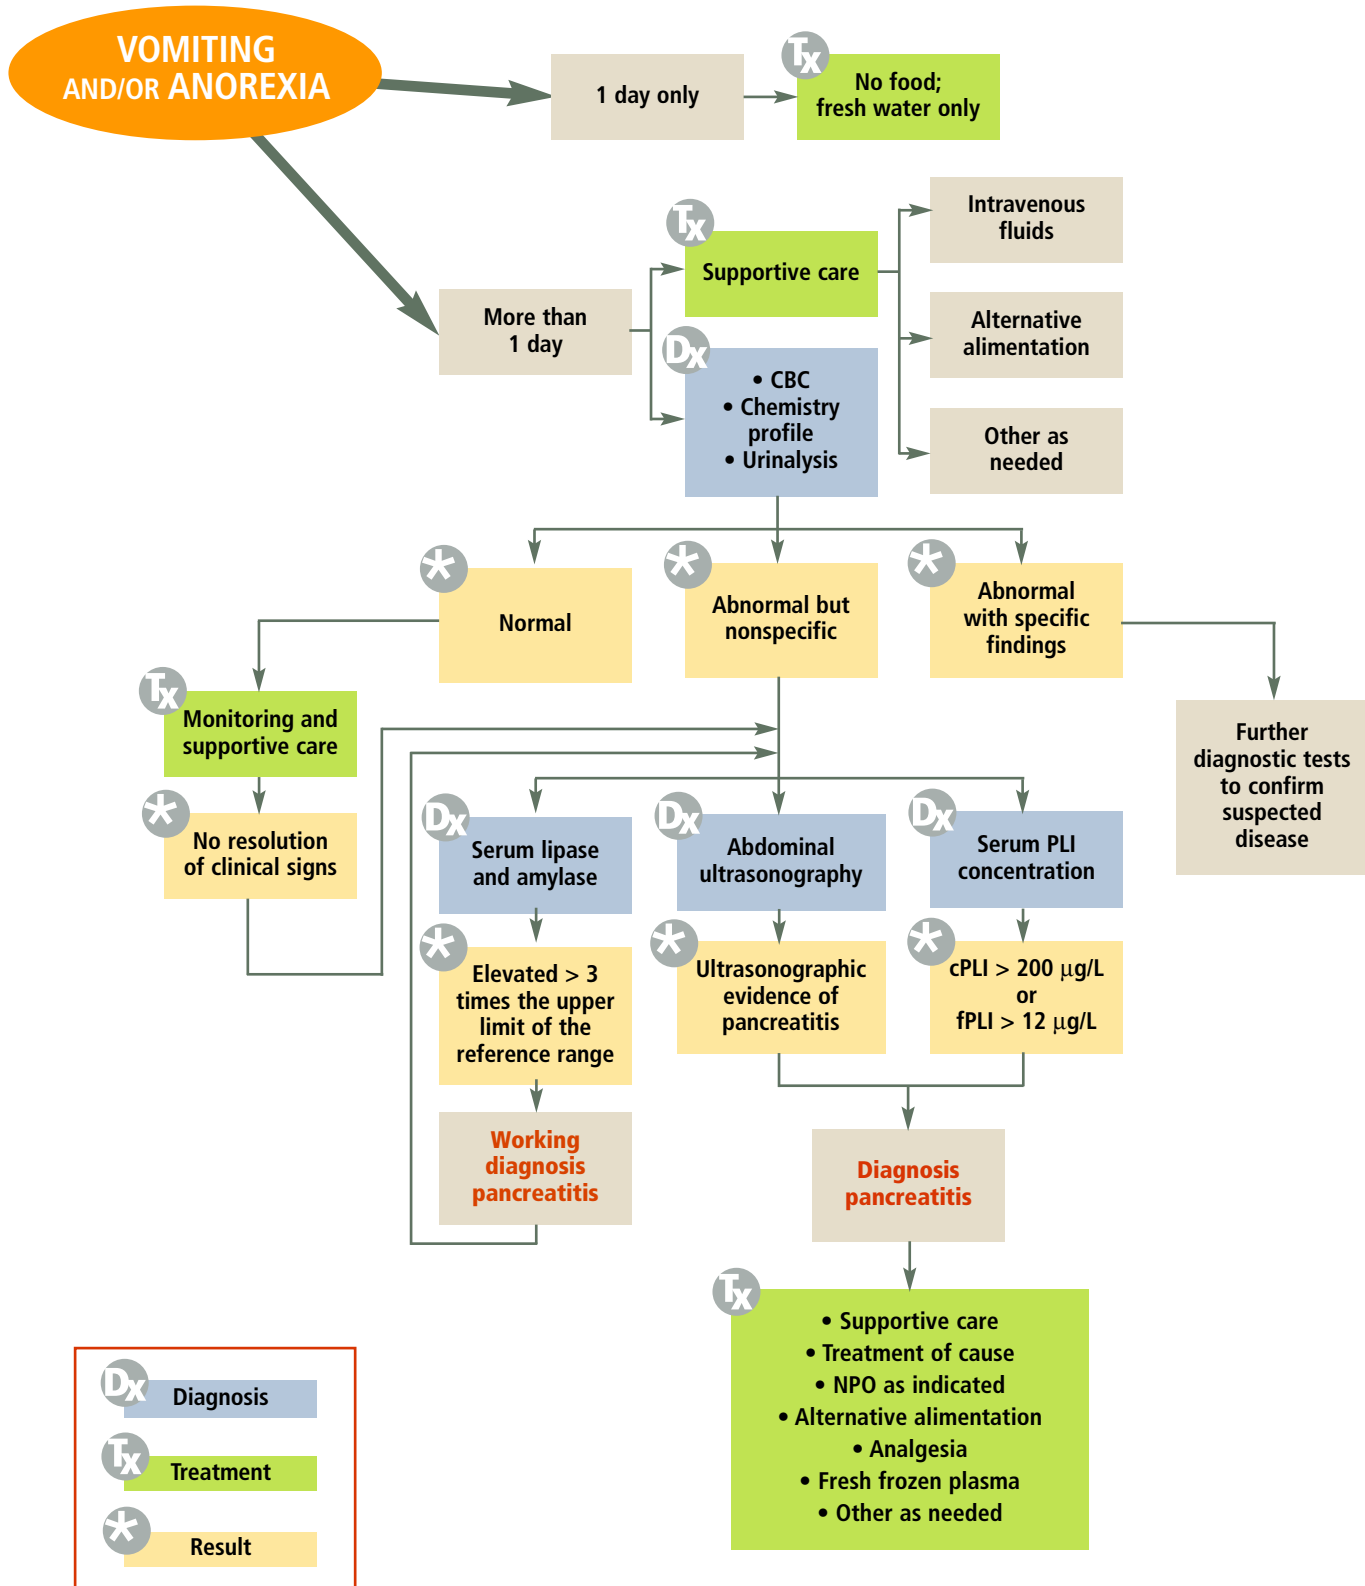 VOMITING
AND/OR ANOREXIA
1 day only
Tx
No food;
fresh water only
Tx
Supportive care
Intravenous
fluids
Alternative
alimentation
Other as
needed
More than
1 day
Dx
• CBC
• Chemistry
profile
• Urinalysis
*
Normal
*
Abnormal but
nonspecific
*
Abnormal
with specific
findings
Tx
Monitoring and
supportive care
*
No resolution
of clinical signs
Further
diagnostic tests
to confirm
suspected
disease
Dx
Serum lipase
and amylase
Dx
Abdominal
ultrasonography
Dx
Serum PLI
concentration
*
Elevated > 3
times the upper
limit of the
reference range
*
Ultrasonographic
evidence of
pancreatitis
*
cPLI > 200 µg/L
or
fPLI > 12 µg/L
Working
diagnosis
pancreatitis
Diagnosis
pancreatitis
Tx
• Supportive care
• Treatment of cause
• NPO as indicated
• Alternative alimentation
• Analgesia
• Fresh frozen plasma
• Other as needed
Dx
Diagnosis
Tx
Treatment
*
Result